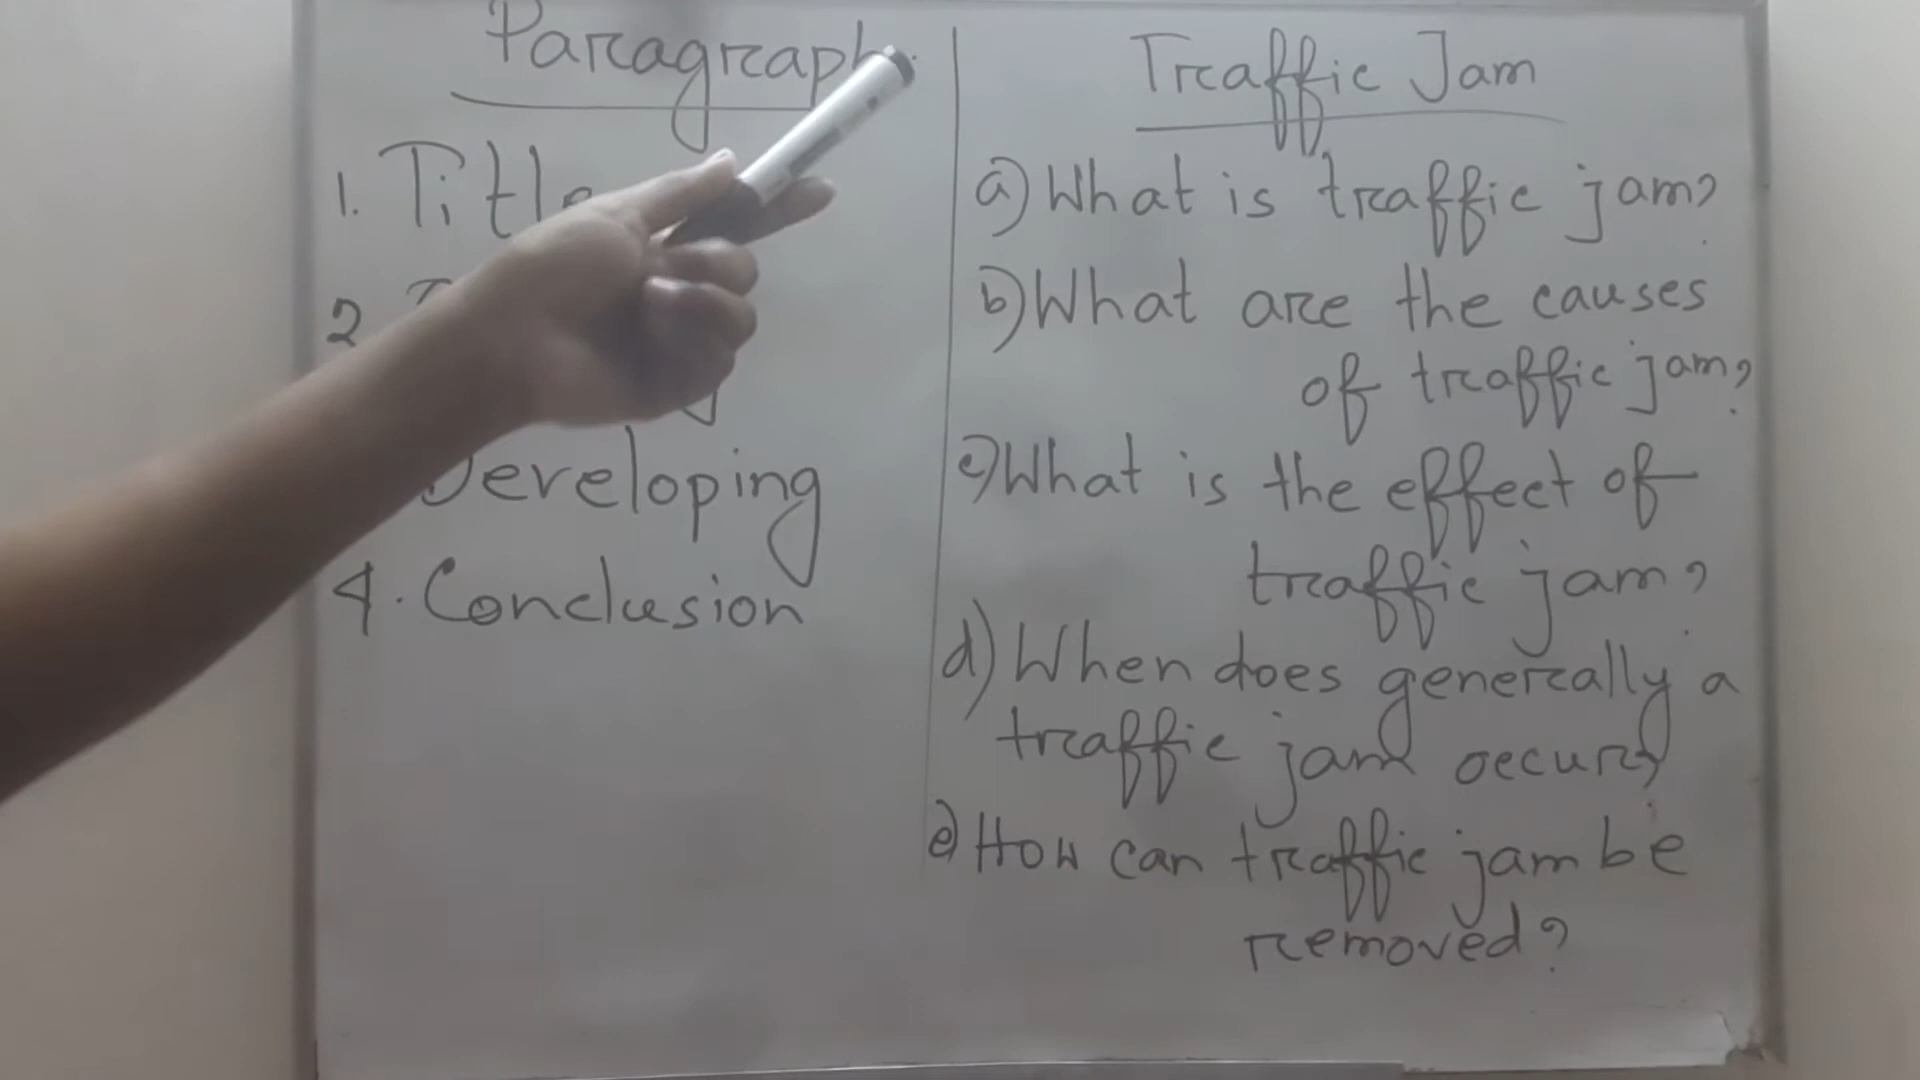 Paragraph
1. Title
2
Developing
4. Conclusion
Traffic Jam
a) What is traffic jam?
b) What are the causes
of traffic jam?
c) What is the effect of
traffic jam?
d) When does generally a
traffic jam occur?
e) How can traffic jam be
removed?